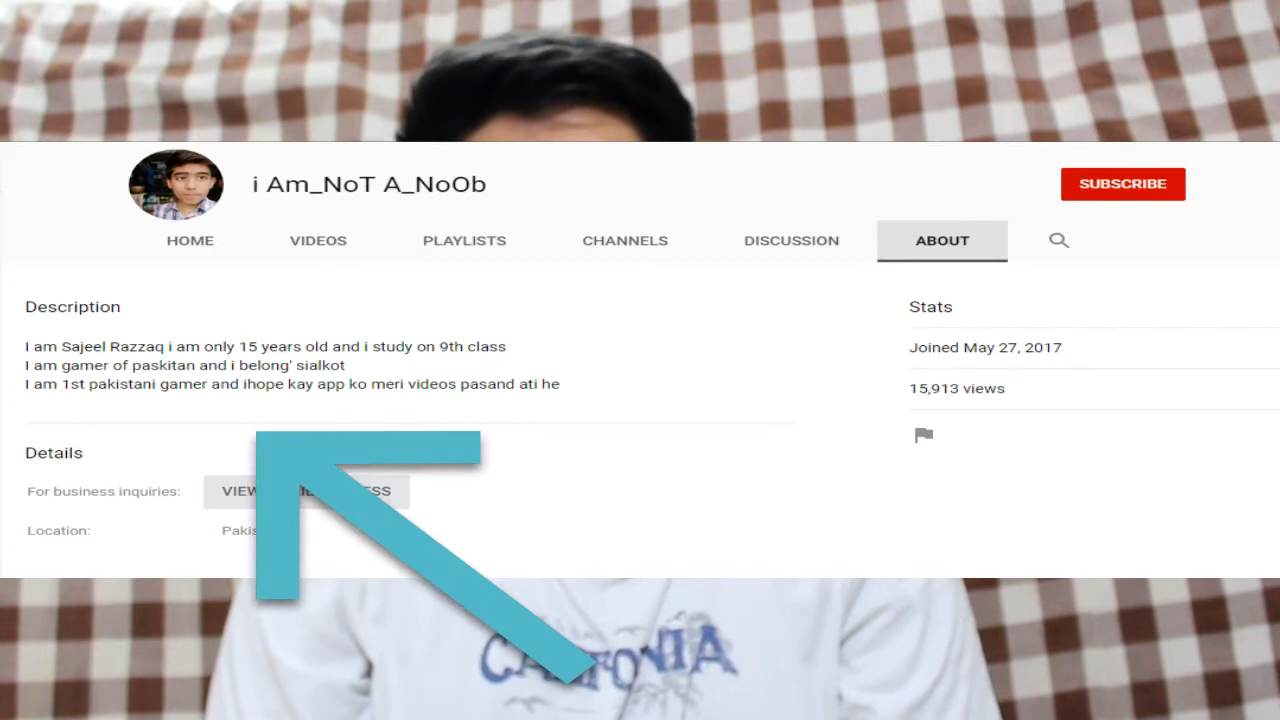 i Am_NoT A_NoOb
SUBSCRIBE
HOME VIDEOS PLAYLISTS CHANNELS DISCUSSION ABOUT
Description
I am Sajeel Razzaq i am only 15 years old and i study on 9th class
I am gamer of paskitan and i belong' sialkot
I am 1st pakistani gamer and ihope kay app ko meri videos pasand ati he
Stats
Joined May 27, 2017
15,913 views
Details
For business inquiries:
Location: